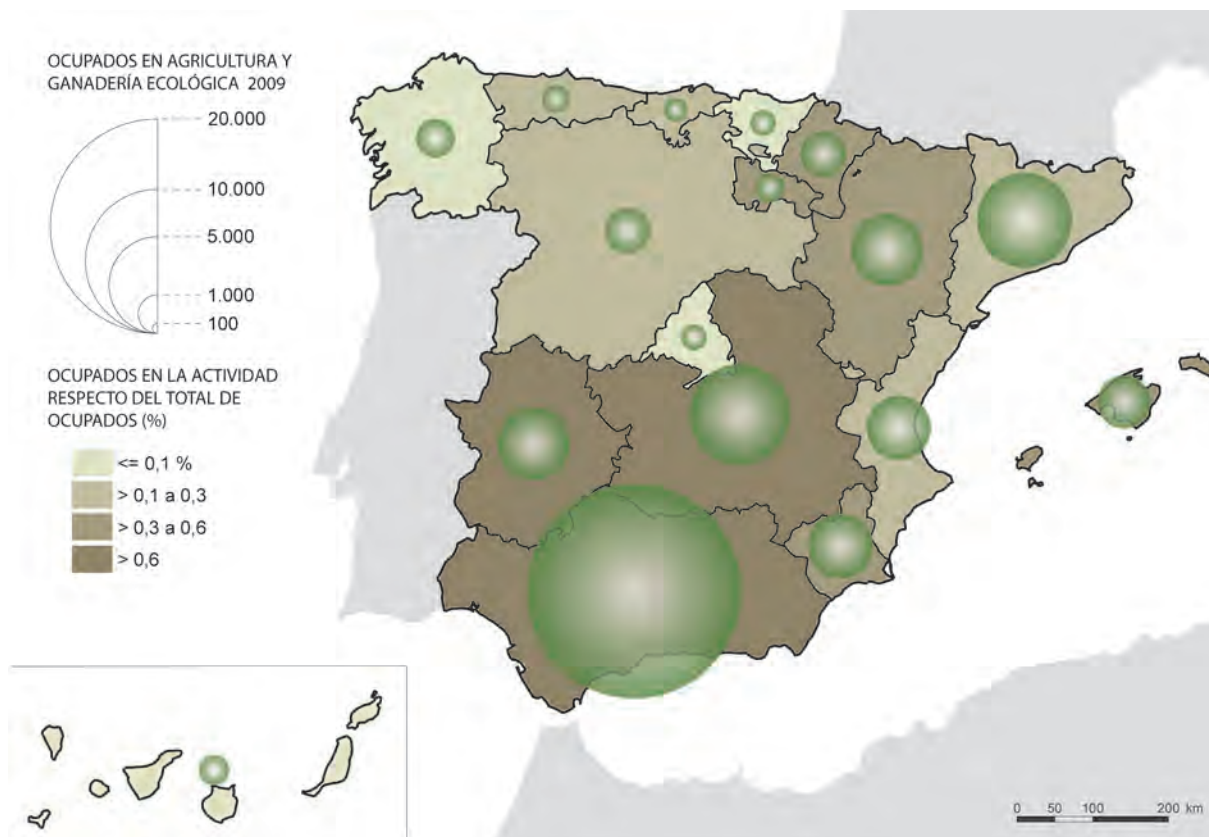 OCUPADOS EN AGRICULTURA Y
GANADERÍA ECOLÓGICA 2009
20.000
10.000
5.000
1.000
100
OCUPADOS EN LA ACTIVIDAD
RESPECTO DEL TOTAL DE
OCUPADOS (%)
<= 0,1 %
> 0,1 a 0,3
> 0,3 a 0,6
> 0,6
0 50 100 200 km